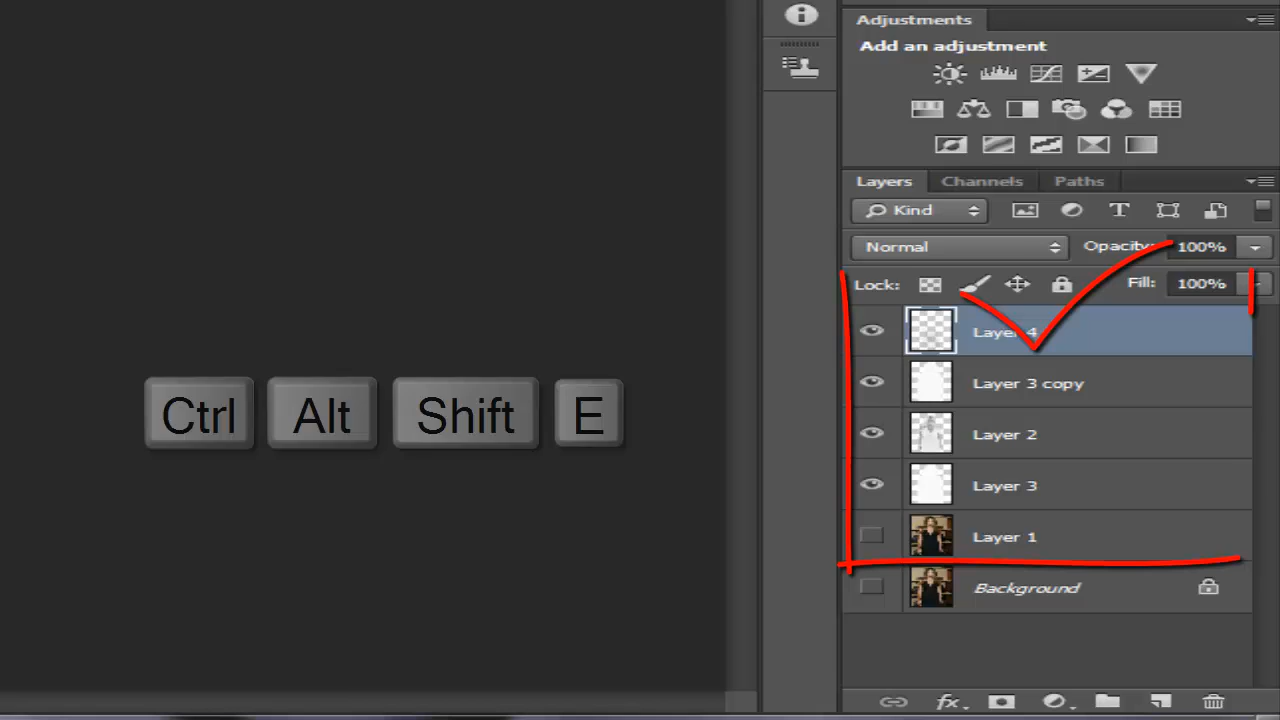 Adjustments
Add an adjustment
Layers Channels Paths
Kind T
Normal Opacity: 100%
Lock: Fill: 100%
Layer 4
Layer 3 copy
Layer 2
Layer 3
Layer 1
Background
fx
Ctrl Alt Shift E